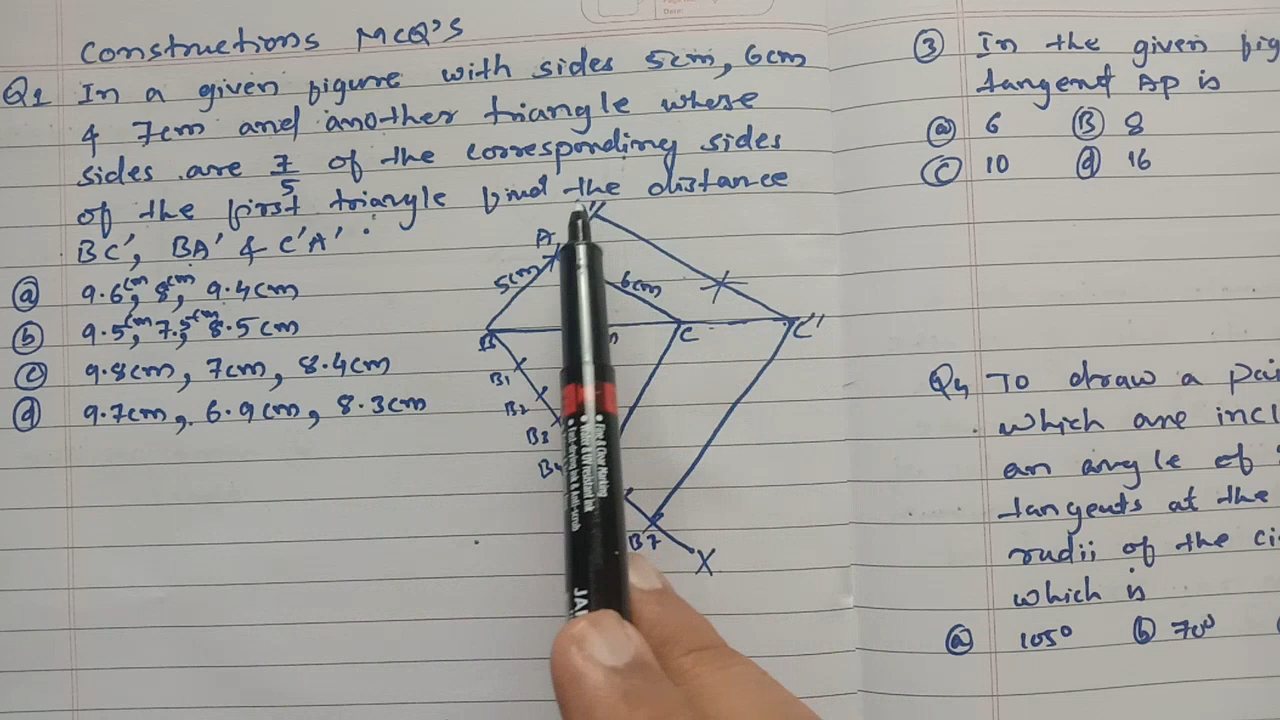 Constructions MCQ'S
Q1 In a given figure with sides 5cm, 6cm
& 7cm and another triangle whose
sides are 7/5 of the corresponding sides
of the first triangle find the distance
BC', BA' & C'A'.
ⓐ 9.6cm, 8cm, 9.4cm
ⓑ 9.5cm, 7.5cm, 8.5cm
ⓒ 9.8cm, 7cm, 8.4cm
ⓓ 9.7cm, 6.9cm, 8.3cm
A
5cm
6cm
B
C
C'
B1
B2
B3
B4
B7
X
③ In the given fig
tangent AP is
ⓐ 6 ⓑ 8
ⓒ 10 ⓓ 16
Q4 To draw a pai
which are incl
an angle of
tangents at the
radii of the ci
which is
ⓐ 105° ⓑ 70°